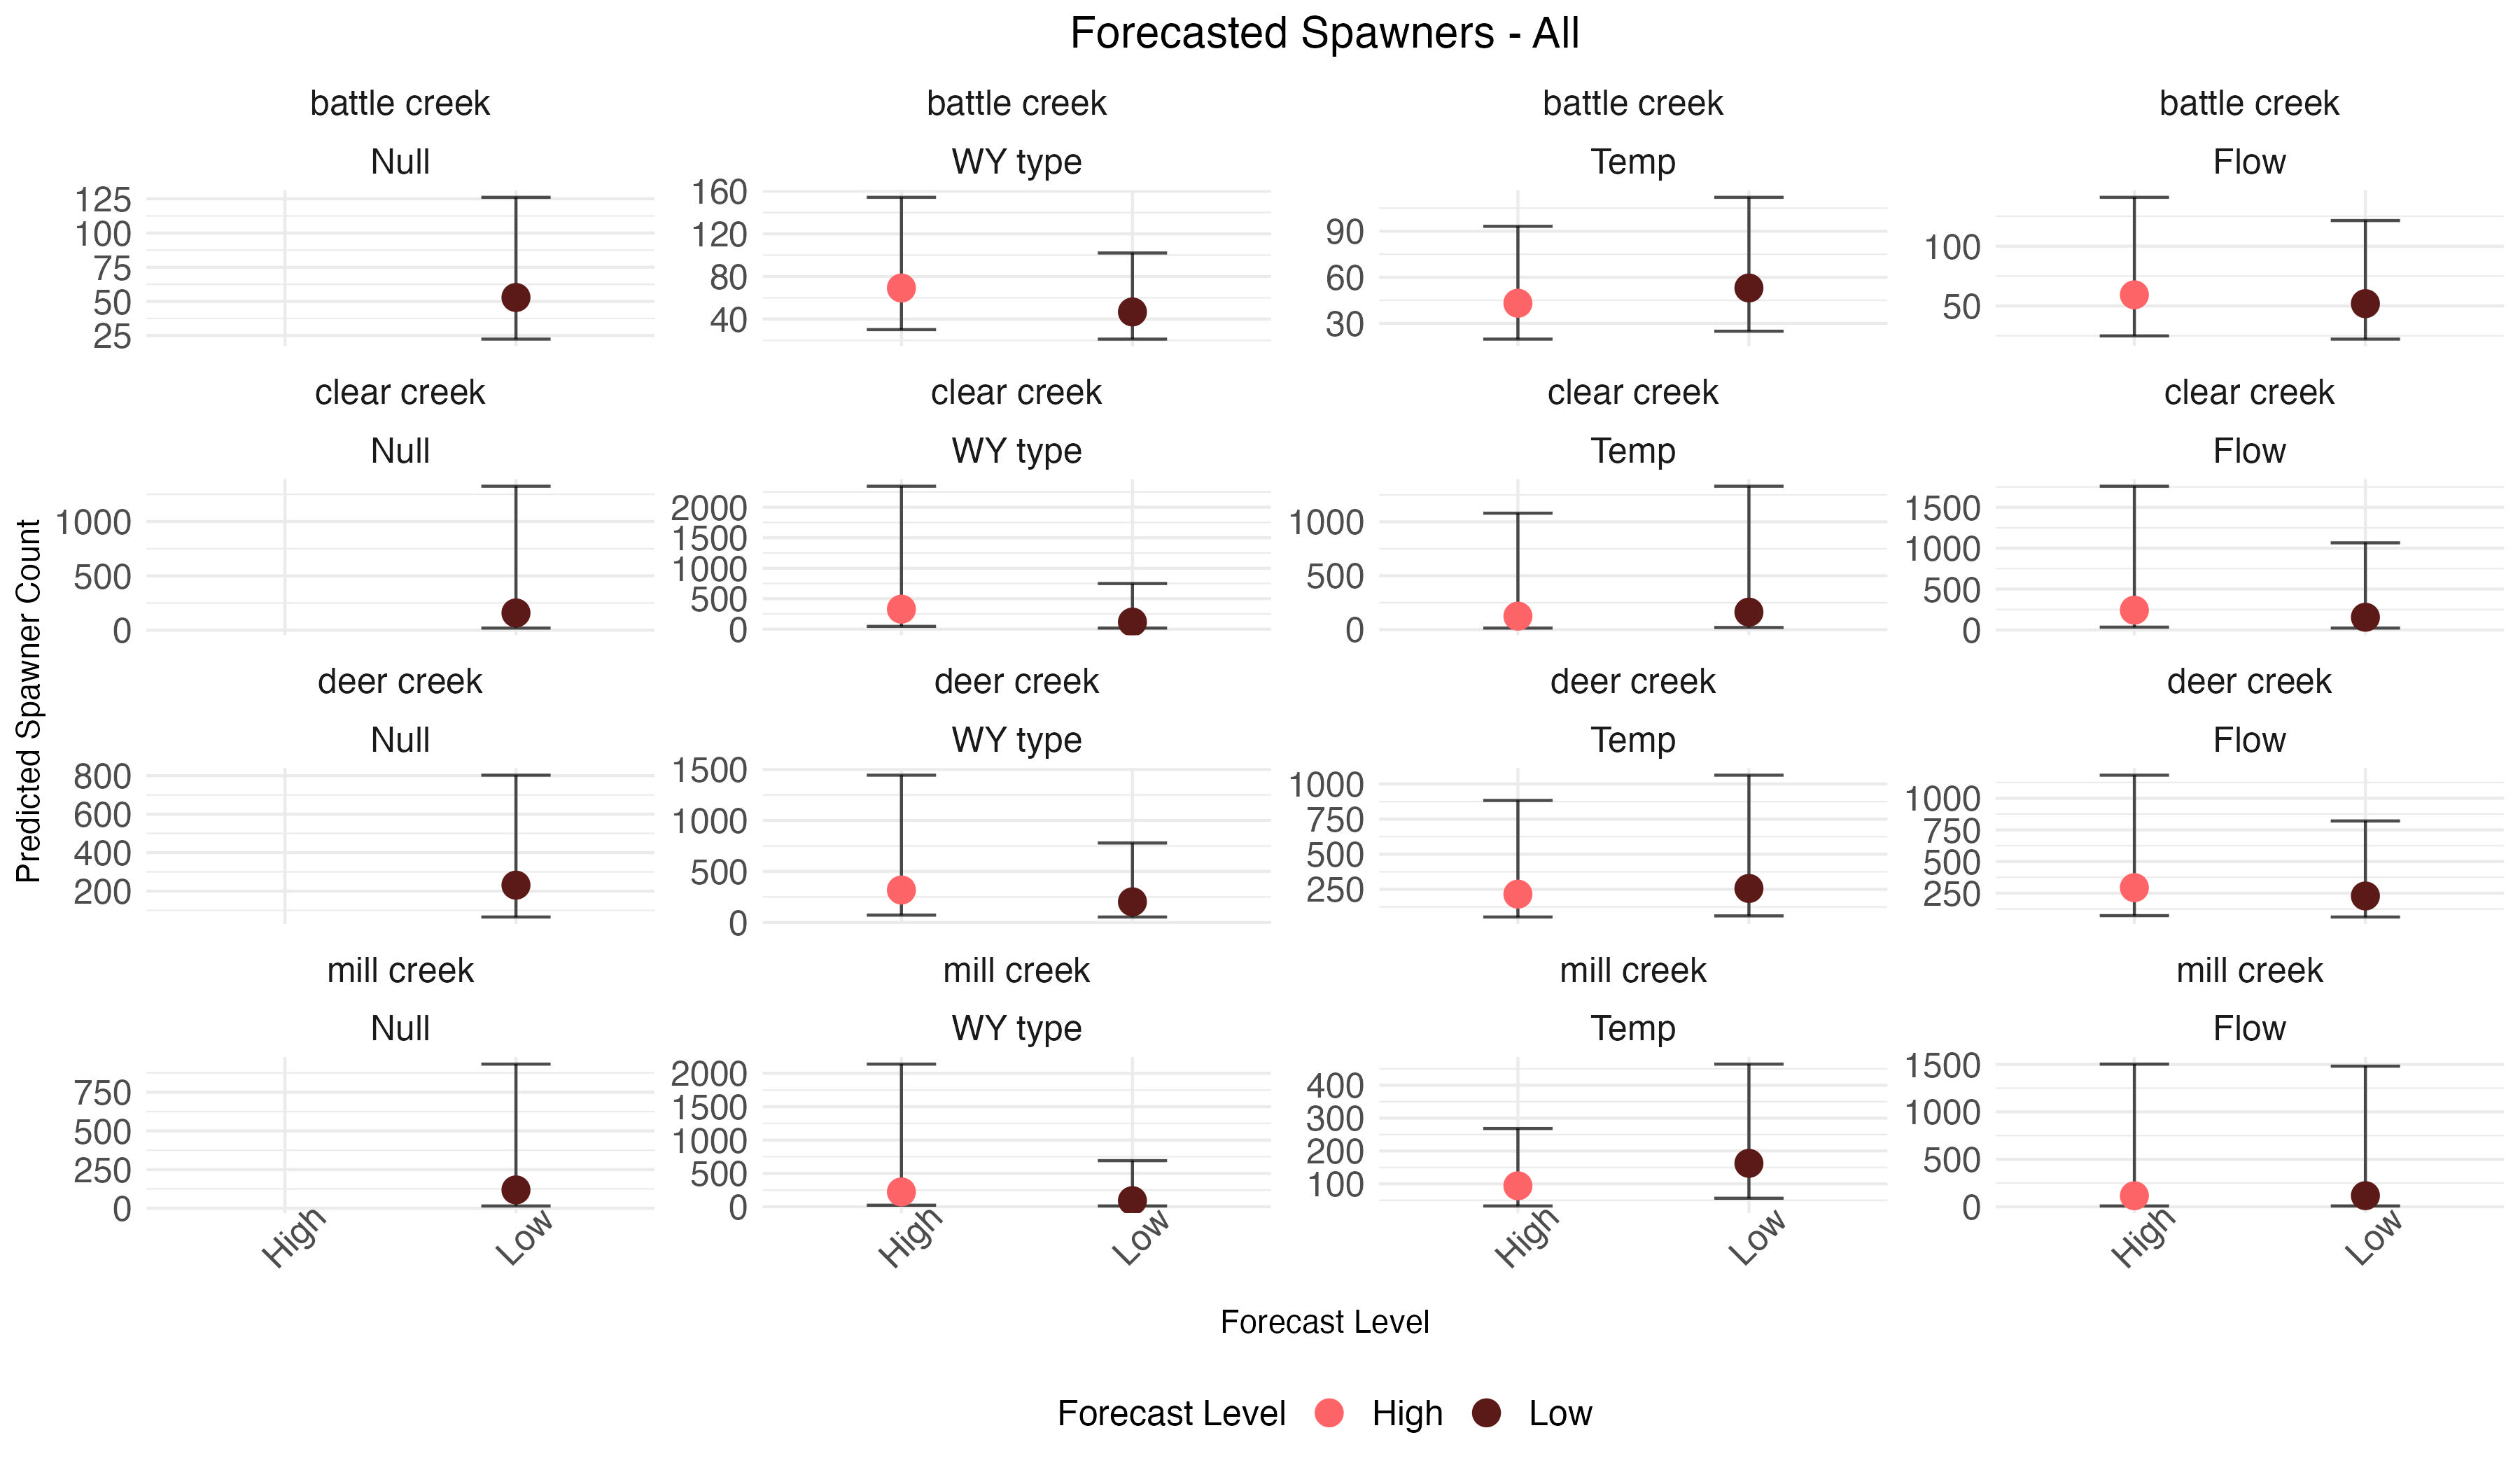 Forecasted Spawners - All
battle creek battle creek battle creek battle creek
Null WY type Temp Flow
125 100 75 50 25
160 120 80 40
90 60 30
100 50
clear creek clear creek clear creek clear creek
Null WY type Temp Flow
1000 500 0
2000 1500 1000 500 0
1000 500 0
1500 1000 500 0
deer creek deer creek deer creek deer creek
Null WY type Temp Flow
800 600 400 200
1500 1000 500 0
1000 750 500 250
1000 750 500 250
mill creek mill creek mill creek mill creek
Null WY type Temp Flow
750 500 250 0
2000 1500 1000 500 0
400 300 200 100
1500 1000 500 0
High Low High Low High Low High Low
Predicted Spawner Count
Forecast Level
Forecast Level High Low